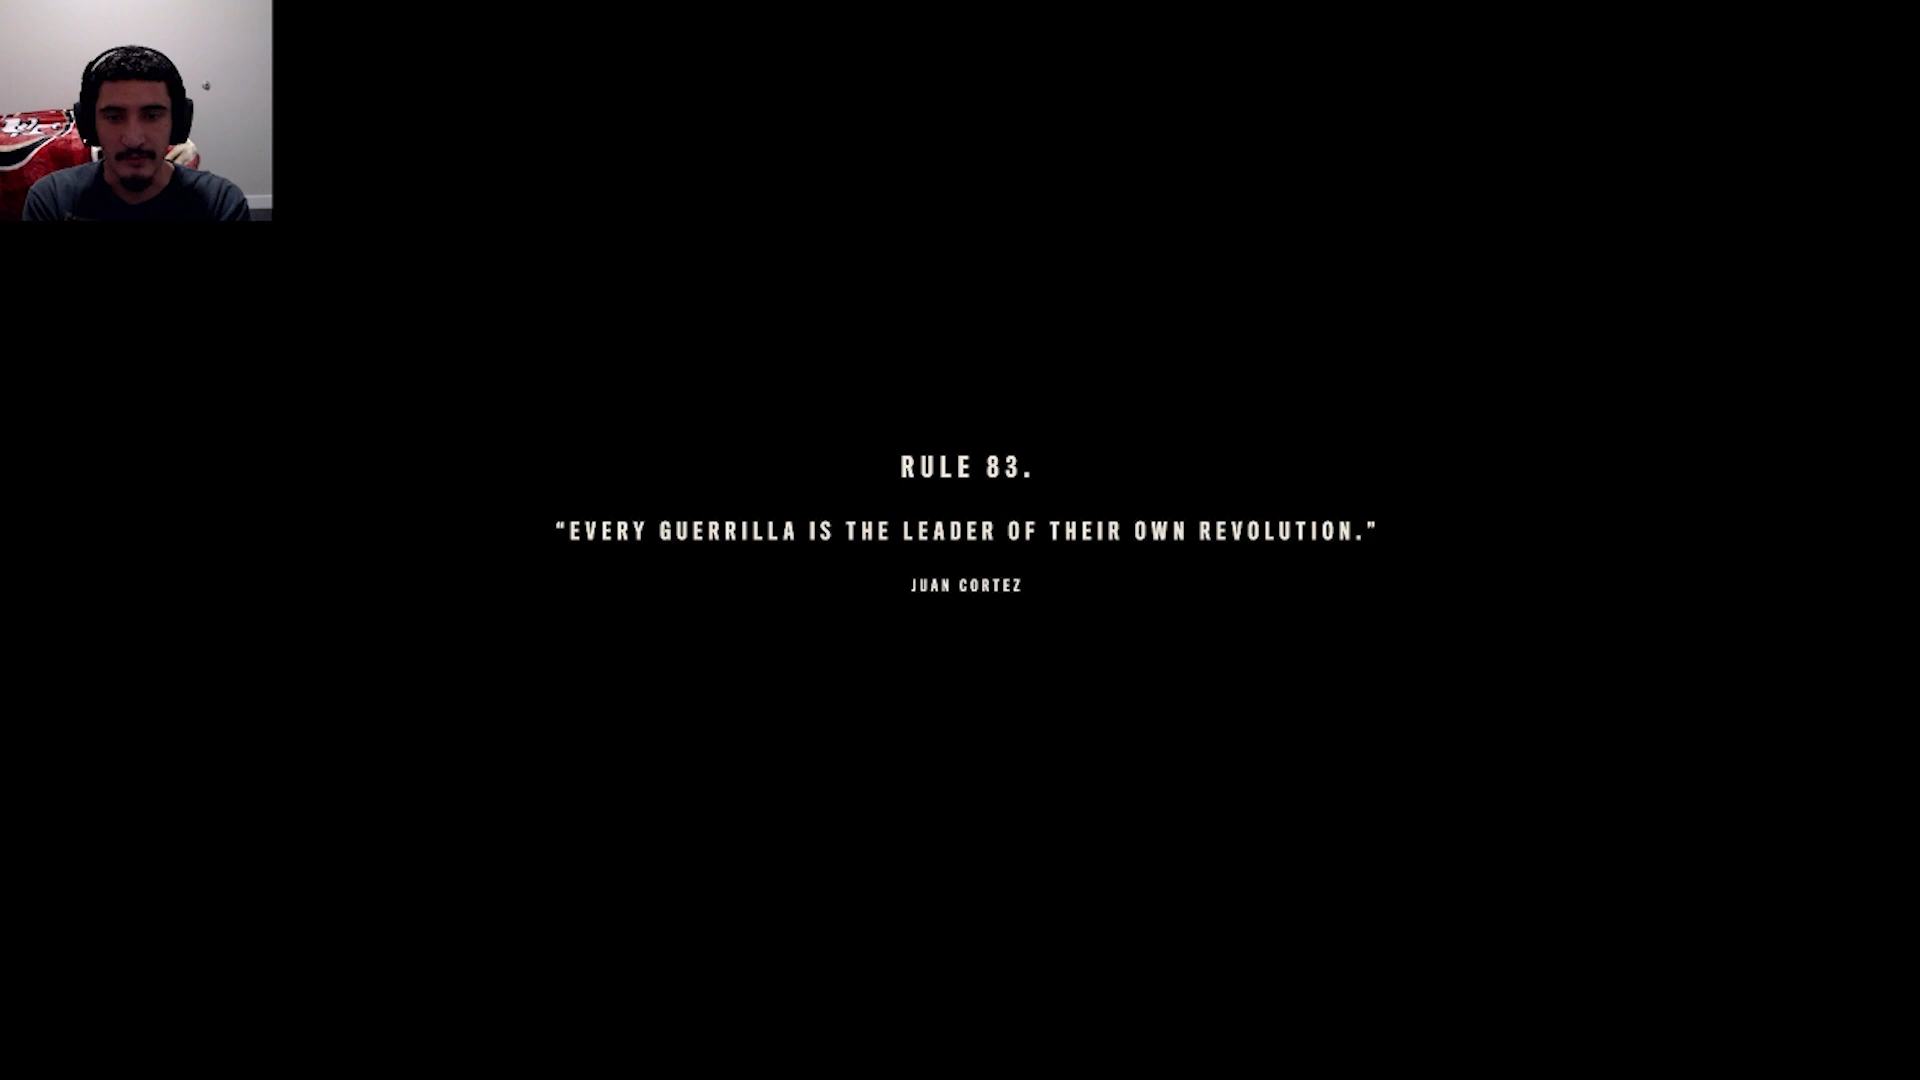 RULE 83.
“EVERY GUERRILLA IS THE LEADER OF THEIR OWN REVOLUTION.”
JUAN CORTEZ